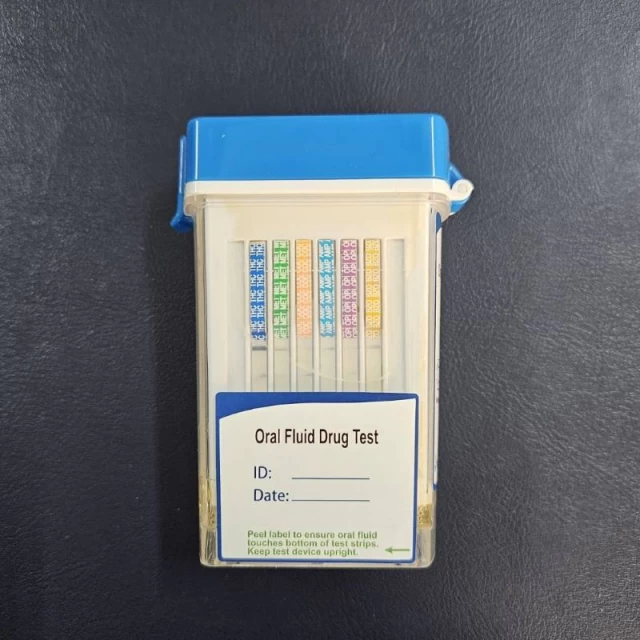 Oral Fluid Drug Test
ID:
Date:
Peel label to ensure oral fluid
touches bottom of test strips.
Keep test device upright.